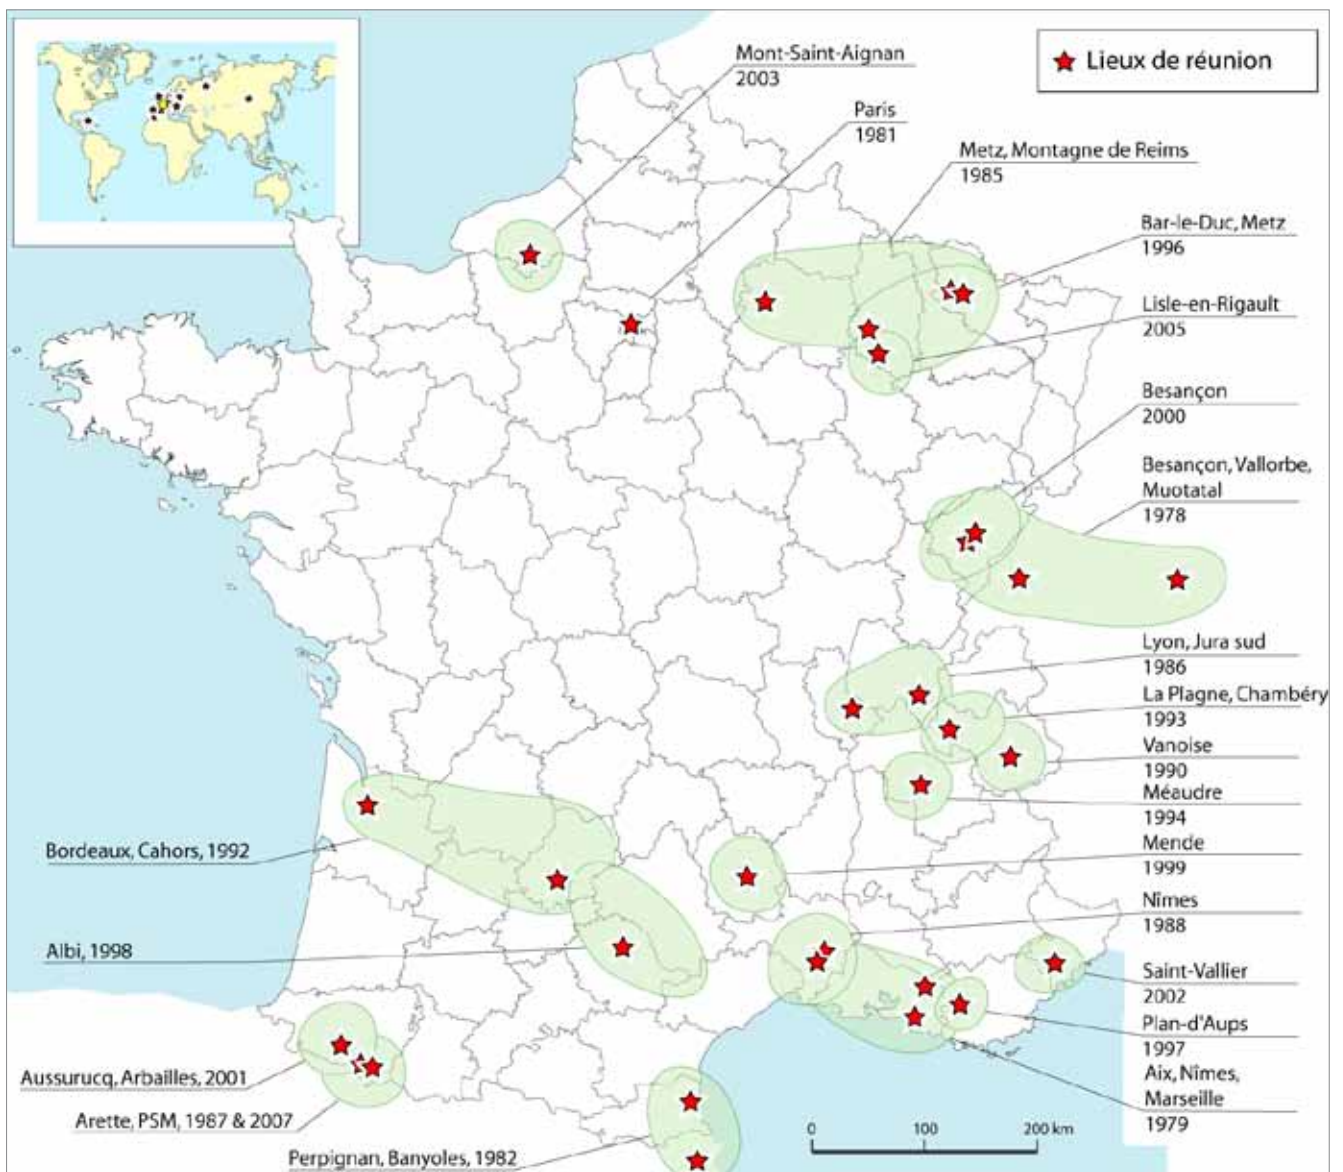 Lieux de réunion
Mont-Saint-Aignan
2003
Paris
1981
Metz, Montagne de Reims
1985
Bar-le-Duc, Metz
1996
Lisle-en-Rigault
2005
Besançon
2000
Besançon, Vallorbe,
Muotatal
1978
Lyon, Jura sud
1986
La Plagne, Chambéry
1993
Vanoise
1990
Méaudre
1994
Mende
1999
Nîmes
1988
Saint-Vallier
2002
Plan-d'Aups
1997
Aix, Nîmes,
Marseille
1979
Bordeaux, Cahors, 1992
Albi, 1998
Aussurucq, Arbailles, 2001
Arette, PSM, 1987 & 2007
Perpignan, Banyoles, 1982
0 100 200 km